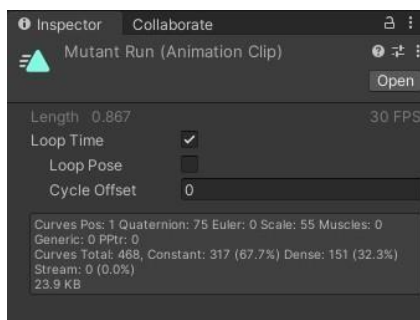 Inspector Collaborate
Mutant Run (Animation Clip)
Open
Length 0.867 30 FPS
Loop Time
Loop Pose
Cycle Offset 0
Curves Pos: 1 Quaternion: 75 Euler: 0 Scale: 55 Muscles: 0
Generic: 0 PPtr: 0
Curves Total: 468, Constant: 317 (67.7%) Dense: 151 (32.3%)
Stream: 0 (0.0%)
23.9 KB